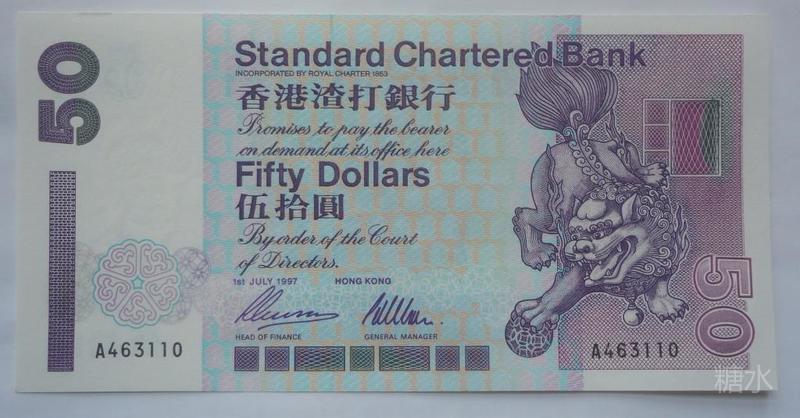 50
Standard Chartered Bank
INCORPORATED BY ROYAL CHARTER 1853
香港渣打銀行
Promises to pay the bearer
on demand at its office here
Fifty Dollars
伍拾圓
By order of the Court
of Directors.
1ST JULY 1997 HONG KONG
HEAD OF FINANCE GENERAL MANAGER
A463110 A463110
50
糖水